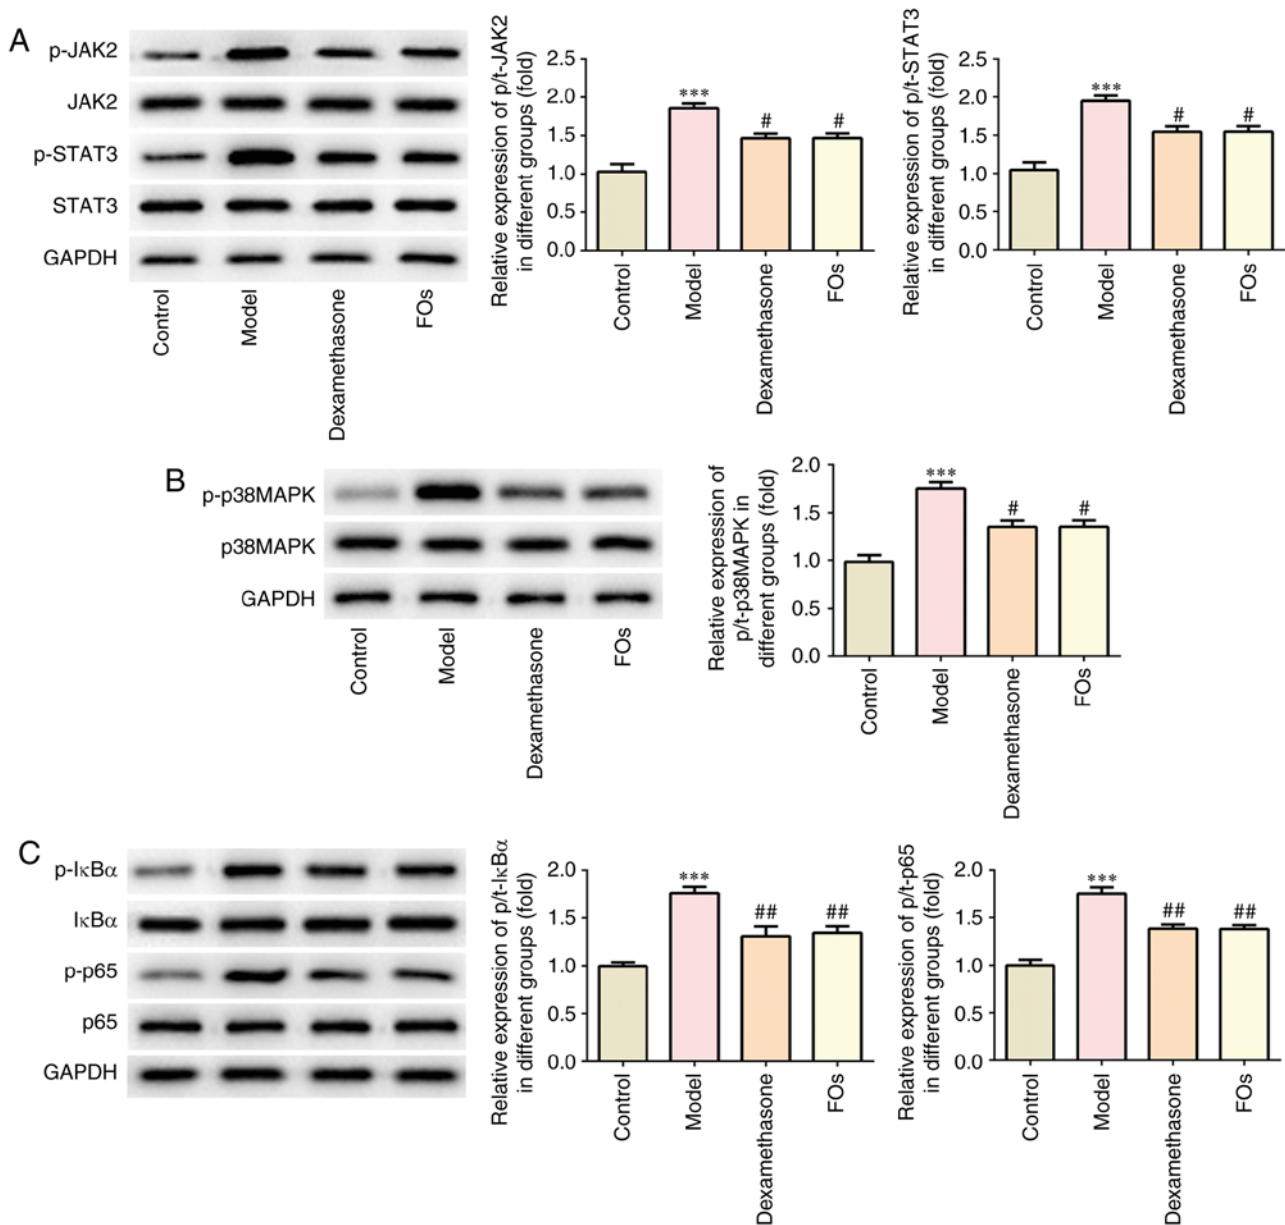 A
p-JAK2
JAK2
p-STAT3
STAT3
GAPDH
Control
Model
Dexamethasone
FOs
Relative expression of p/t-JAK2
in different groups (fold)
2.5
2.0
1.5
1.0
0.5
0.0
***
#
#
Control
Model
Dexamethasone
FOs
Relative expression of p/t-STAT3
in different groups (fold)
2.5
2.0
1.5
1.0
0.5
0.0
***
#
#
Control
Model
Dexamethasone
FOs
B
p-p38MAPK
p38MAPK
GAPDH
Control
Model
Dexamethasone
FOs
Relative expression of
p/t-p38MAPK in
different groups (fold)
2.0
1.5
1.0
0.5
0.0
***
#
#
Control
Model
Dexamethasone
FOs
C
p-IκBα
IκBα
p-p65
p65
GAPDH
Relative expression of p/t-IκBα
in different groups (fold)
2.0
1.5
1.0
0.5
0.0
***
##
##
Control
Model
Dexamethasone
FOs
Relative expression of p/t-p65
in different groups (fold)
2.0
1.5
1.0
0.5
0.0
***
##
##
Control
Model
Dexamethasone
FOs